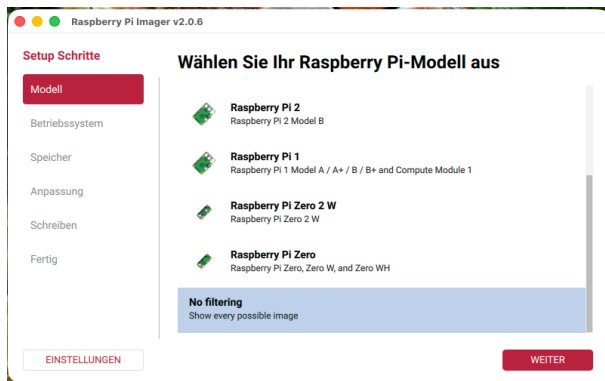 Raspberry Pi Imager v2.0.6
Setup Schritte
Modell
Betriebssystem
Speicher
Anpassung
Schreiben
Fertig
EINSTELLUNGEN
Wählen Sie Ihr Raspberry Pi-Modell aus
Raspberry Pi 2
Raspberry Pi 2 Model B
Raspberry Pi 1
Raspberry Pi 1 Model A / A+ / B / B+ and Compute Module 1
Raspberry Pi Zero 2 W
Raspberry Pi Zero 2 W
Raspberry Pi Zero
Raspberry Pi Zero, Zero W, and Zero WH
No filtering
Show every possible image
WEITER